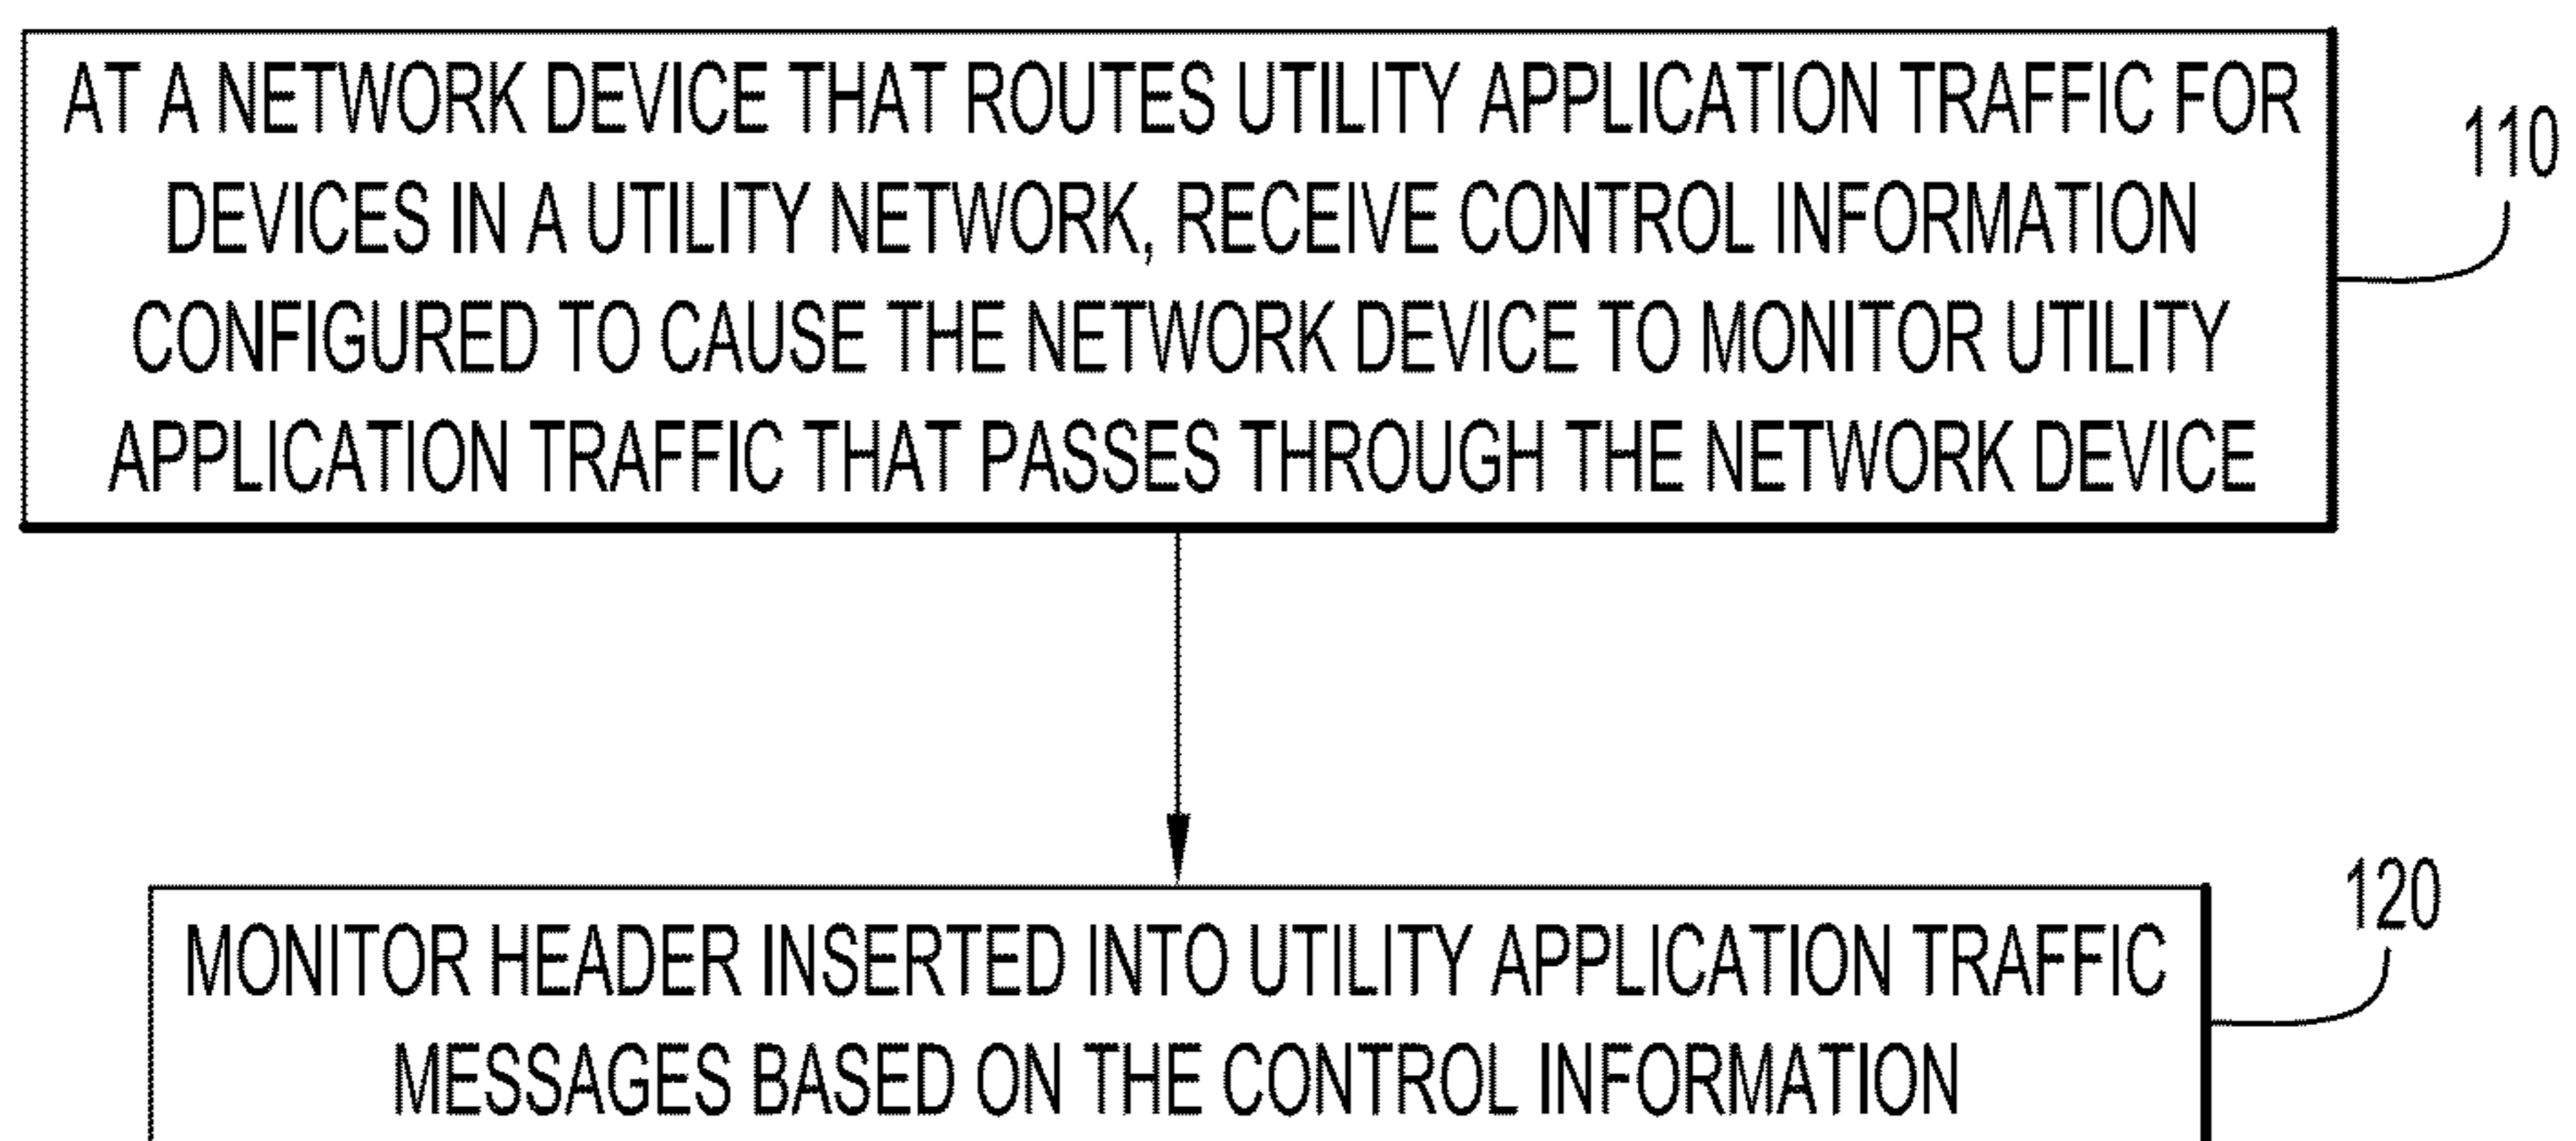 AT A NETWORK DEVICE THAT ROUTES UTILITY APPLICATION TRAFFIC FOR
DEVICES IN A UTILITY NETWORK, RECEIVE CONTROL INFORMATION
CONFIGURED TO CAUSE THE NETWORK DEVICE TO MONITOR UTILITY
APPLICATION TRAFFIC THAT PASSES THROUGH THE NETWORK DEVICE
110
120
MONITOR HEADER INSERTED INTO UTILITY APPLICATION TRAFFIC
MESSAGES BASED ON THE CONTROL INFORMATION